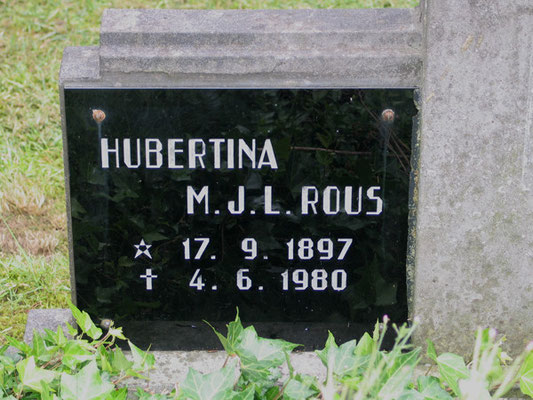 HUBERTINA
M.J.L. ROUS
☆ 17. 9. 1897
✝ 4. 6. 1980